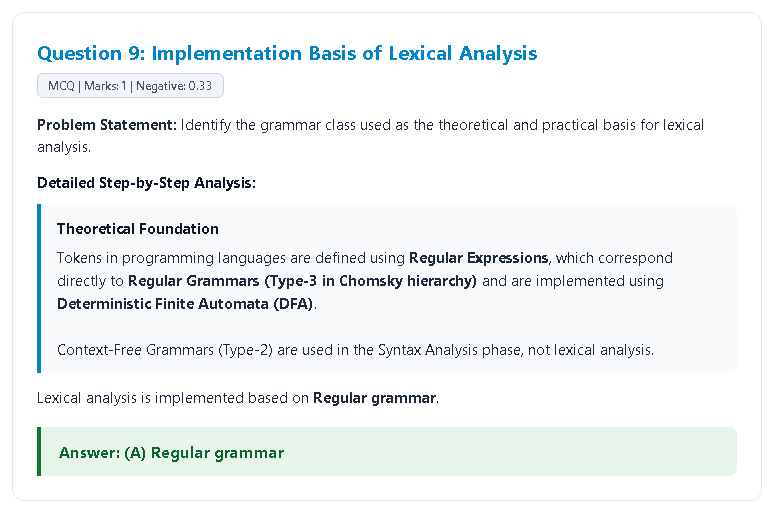 Question 9: Implementation Basis of Lexical Analysis
MCQ | Marks: 1 | Negative: 0.33
Problem Statement: Identify the grammar class used as the theoretical and practical basis for lexical
analysis.
Detailed Step-by-Step Analysis:
Theoretical Foundation
Tokens in programming languages are defined using Regular Expressions, which correspond
directly to Regular Grammars (Type-3 in Chomsky hierarchy) and are implemented using
Deterministic Finite Automata (DFA).
Context-Free Grammars (Type-2) are used in the Syntax Analysis phase, not lexical analysis.
Lexical analysis is implemented based on Regular grammar.
Answer: (A) Regular grammar